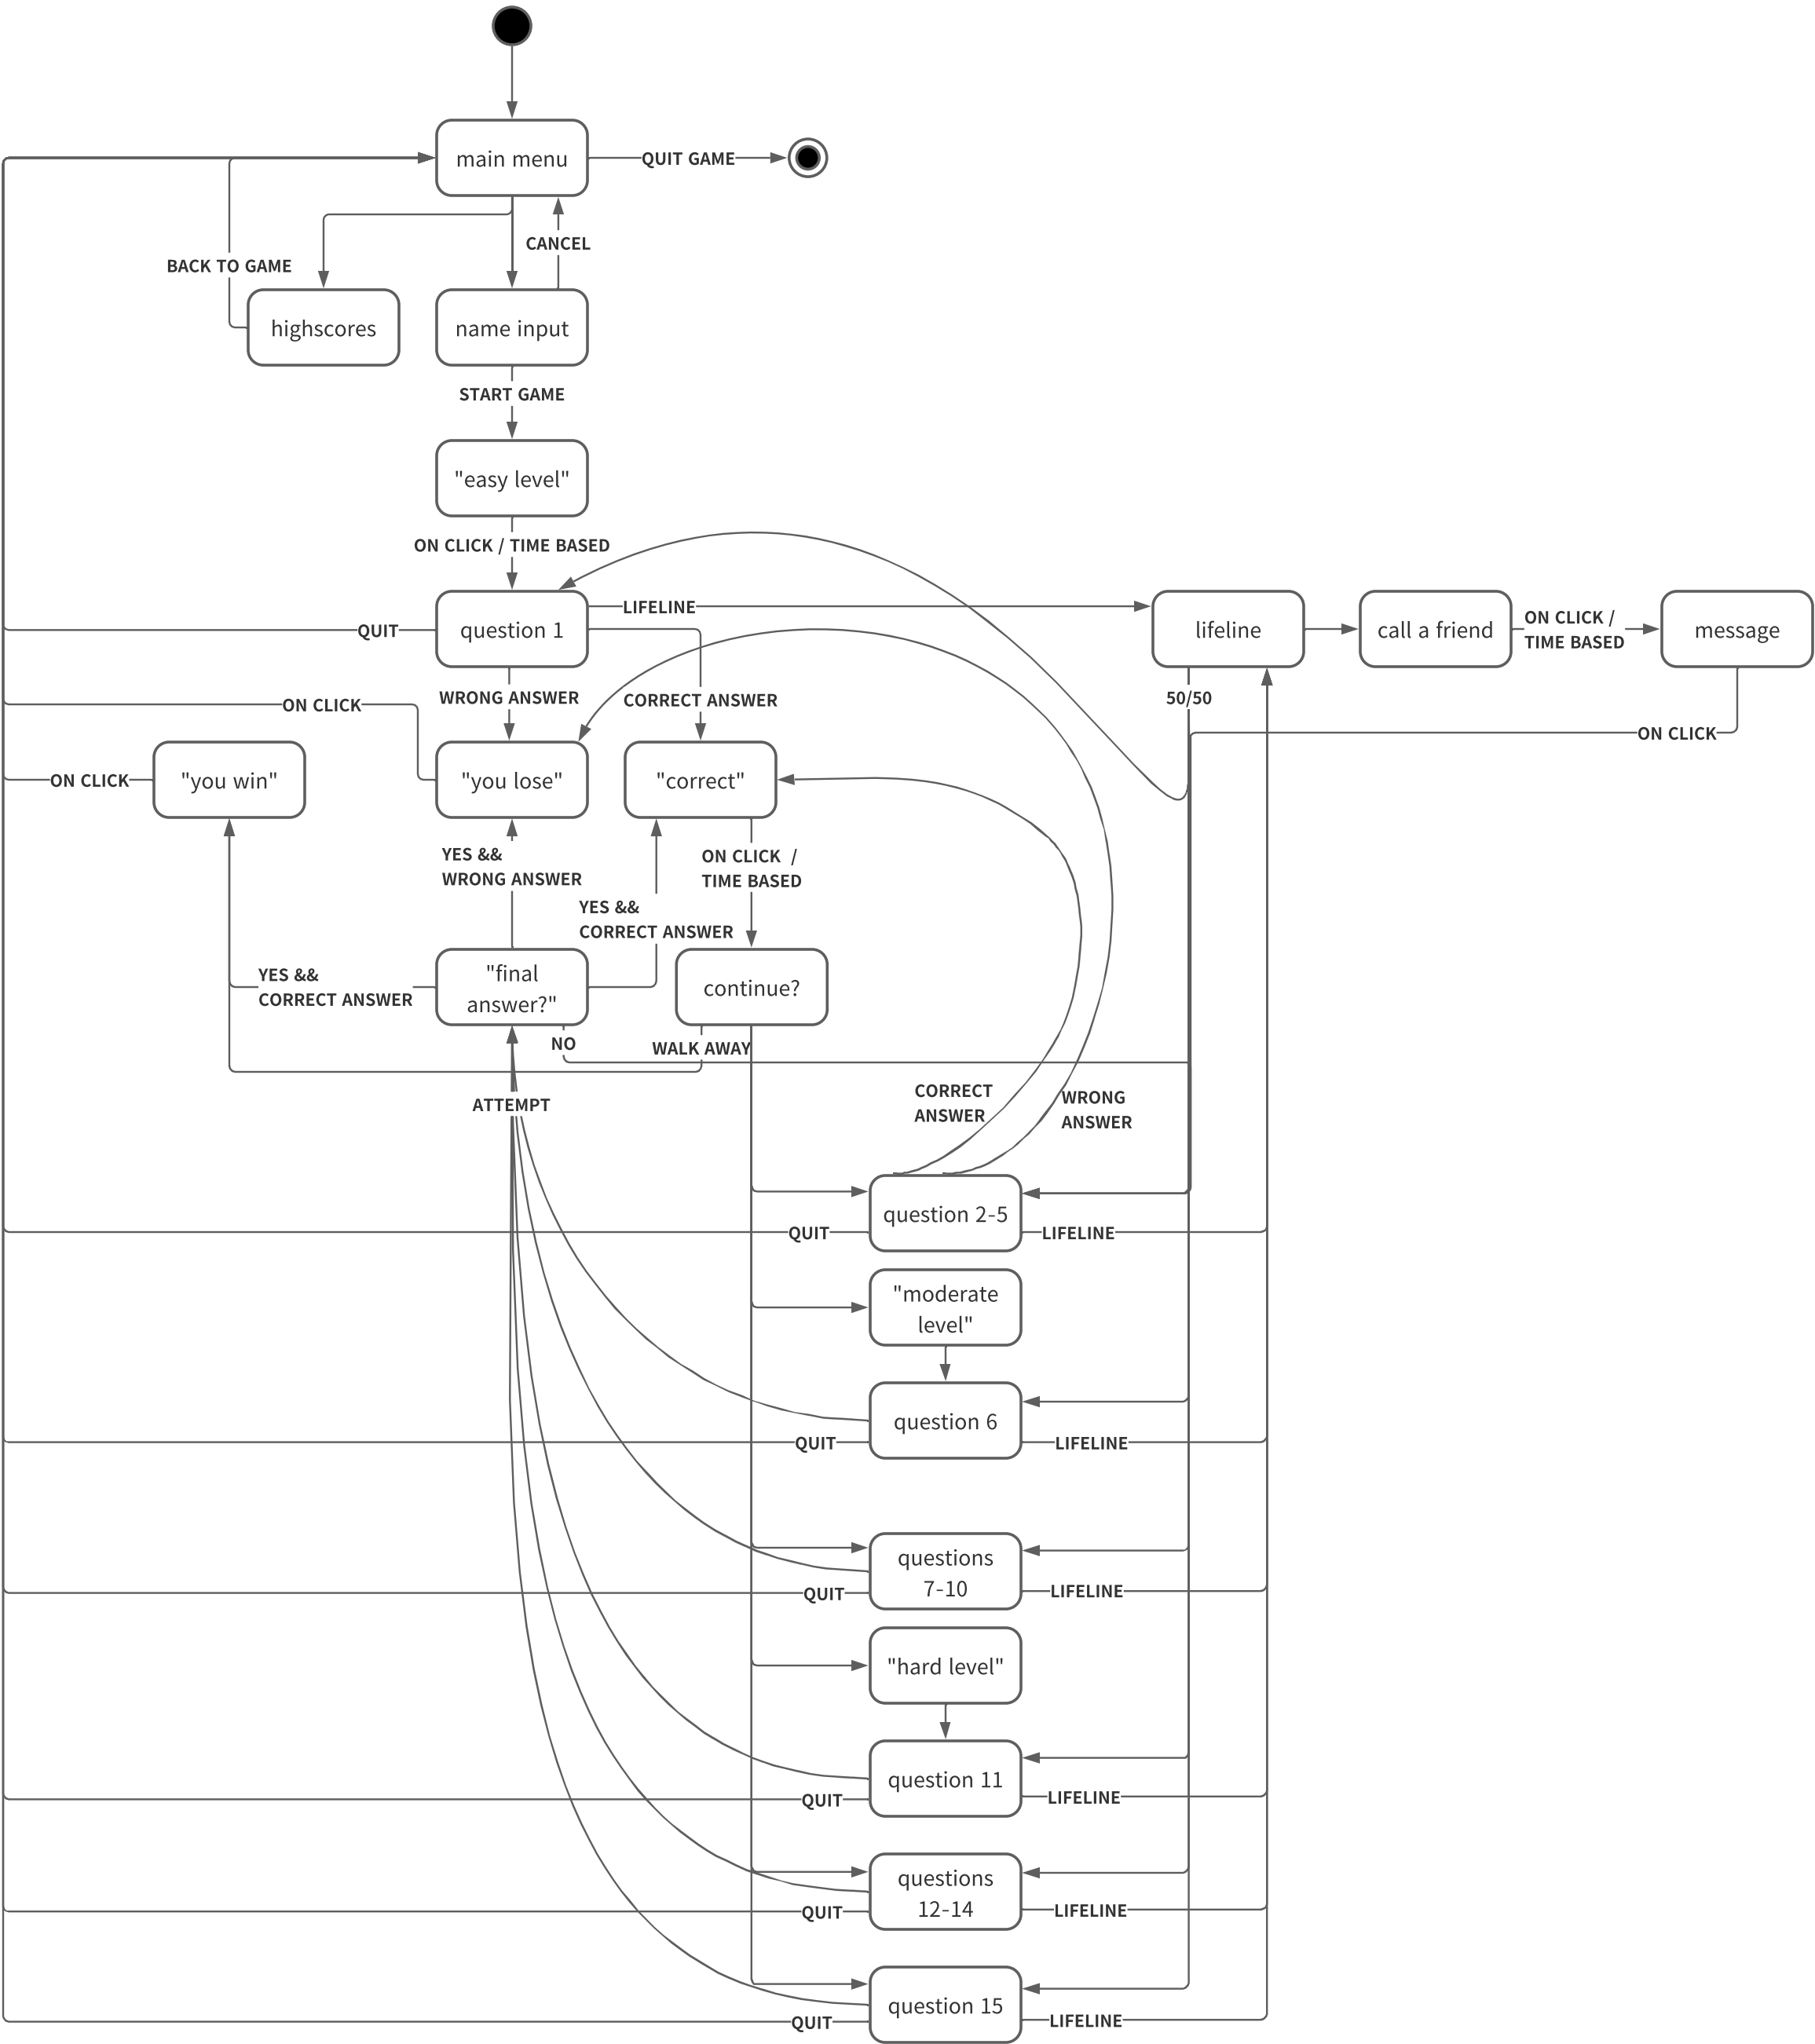 main menu
QUIT GAME
CANCEL
BACK TO GAME
highscores
name input
START GAME
"easy level"
ON CLICK / TIME BASED
question 1
LIFELINE
QUIT
lifeline
call a friend
ON CLICK /
TIME BASED
message
WRONG ANSWER
CORRECT ANSWER
50/50
ON CLICK
ON CLICK
ON CLICK
"you win"
"you lose"
"correct"
YES &&
WRONG ANSWER
ON CLICK /
TIME BASED
YES &&
CORRECT ANSWER
YES &&
CORRECT ANSWER
"final
answer?"
continue?
NO
WALK AWAY
ATTEMPT
CORRECT
ANSWER
WRONG
ANSWER
question 2-5
QUIT
LIFELINE
"moderate
level"
question 6
QUIT
LIFELINE
questions
7-10
QUIT
LIFELINE
"hard level"
question 11
QUIT
LIFELINE
questions
12-14
QUIT
LIFELINE
question 15
QUIT
LIFELINE